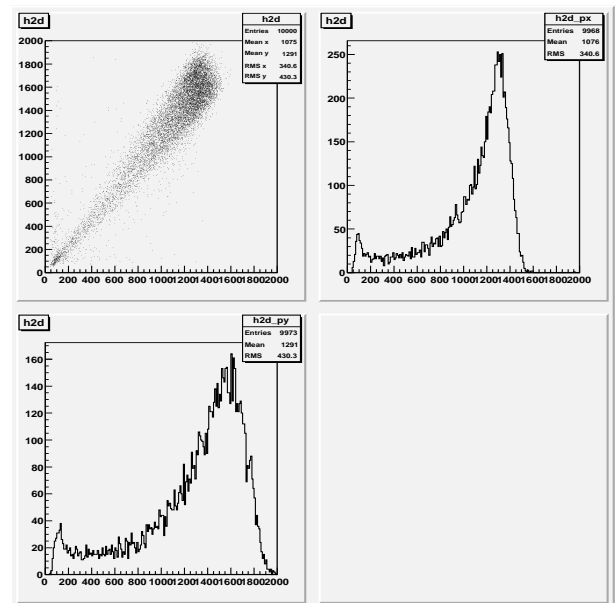 h2d
h2d
Entries 10000
Mean x 1075
Mean y 1291
RMS x 340.6
RMS y 430.3
2000
1800
1600
1400
1200
1000
800
600
400
200
0
0 200 400 600 800 1000 1200 1400 1600 1800 2000
h2d
h2d_px
Entries 9968
Mean 1076
RMS 340.6
250
200
150
100
50
0
0 200 400 600 800 1000 1200 1400 1600 1800 2000
h2d
h2d_py
Entries 9973
Mean 1291
RMS 430.3
160
140
120
100
80
60
40
20
0
0 200 400 600 800 1000 1200 1400 1600 1800 2000